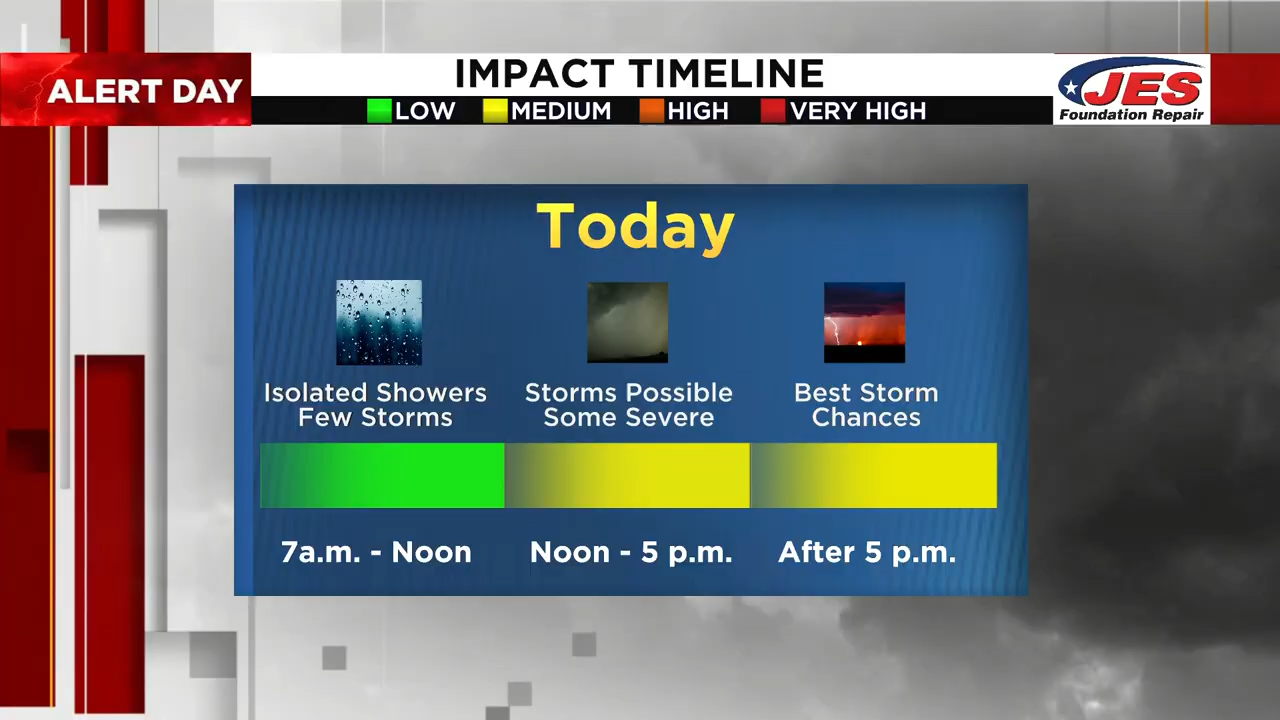 ALERT DAY
IMPACT TIMELINE
LOW MEDIUM HIGH VERY HIGH
JES
Foundation Repair
Today
Isolated Showers
Few Storms
Storms Possible
Some Severe
Best Storm
Chances
7a.m. - Noon
Noon - 5 p.m.
After 5 p.m.